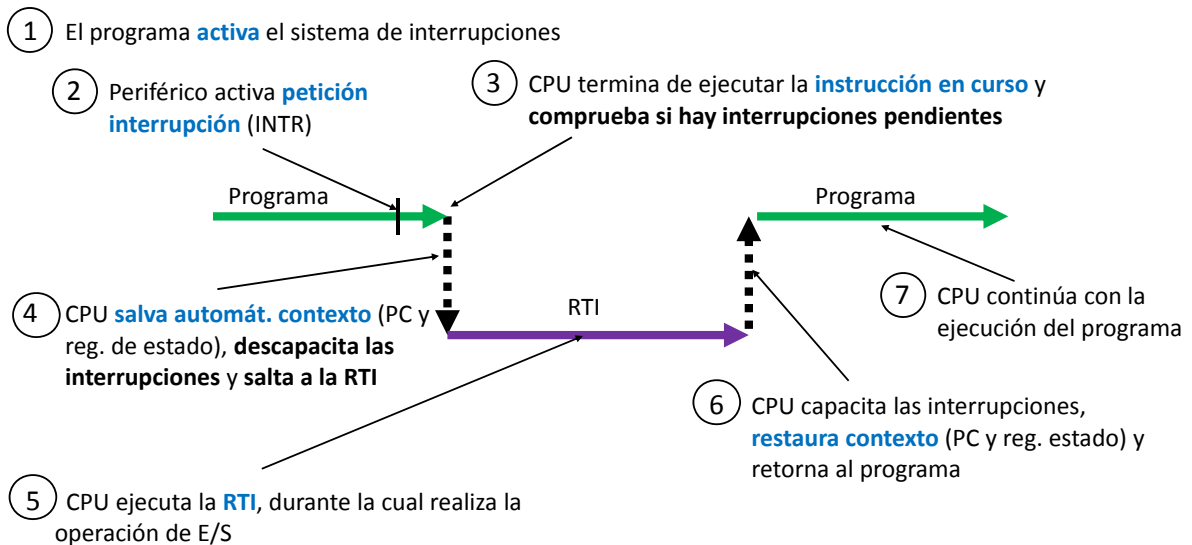 1 El programa activa el sistema de interrupciones
2 Periférico activa petición
interrupción (INTR)
3 CPU termina de ejecutar la instrucción en curso y
comprueba si hay interrupciones pendientes
Programa
Programa
4 CPU salva automát. contexto (PC y
reg. de estado), descapacita las
interrupciones y salta a la RTI
RTI
7 CPU continúa con la
ejecución del programa
6 CPU capacita las interrupciones,
restaura contexto (PC y reg. estado) y
retorna al programa
5 CPU ejecuta la RTI, durante la cual realiza la
operación de E/S